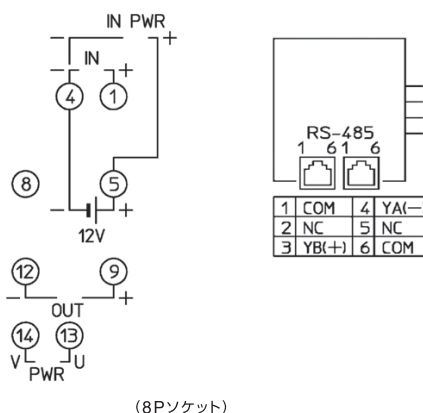 IN PWR
− +
IN
− +
4 1
8 5
− +
12V
12 9
− +
OUT
14 13
V U
PWR
RS-485
1 6 1 6
1 COM 4 YA(−
2 NC 5 NC
3 YB(+) 6 COM
(8Pソケット)